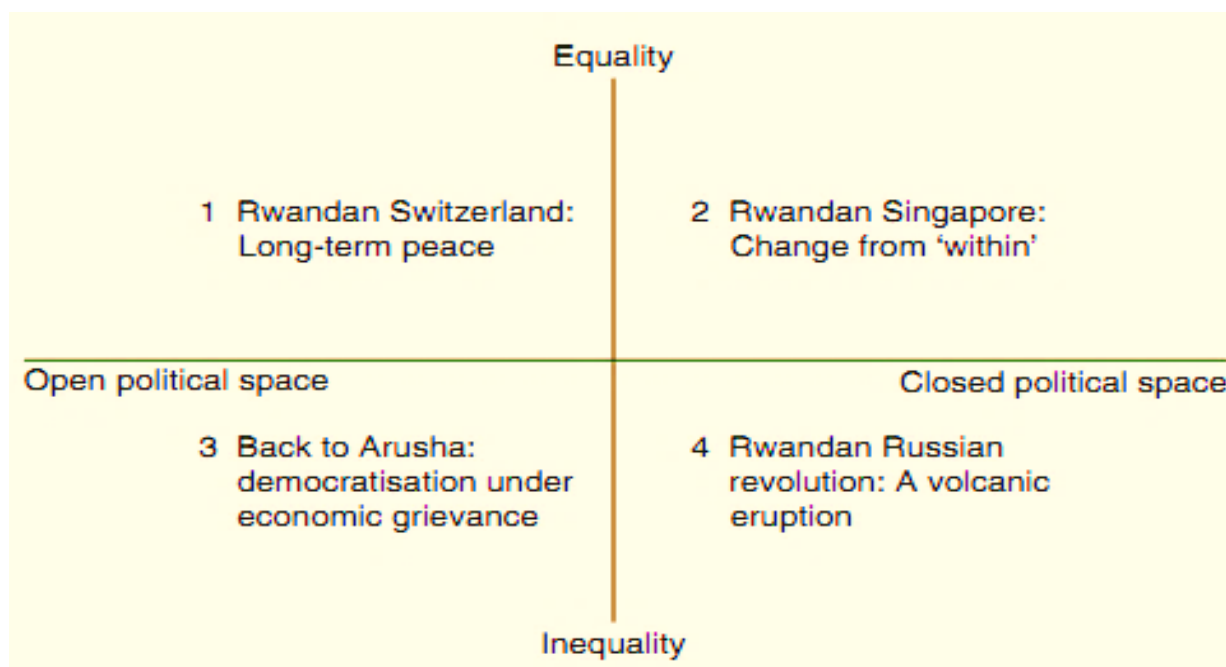 Equality
1 Rwandan Switzerland:
Long-term peace
2 Rwandan Singapore:
Change from ‘within’
Open political space
Closed political space
3 Back to Arusha:
democratisation under
economic grievance
4 Rwandan Russian
revolution: A volcanic
eruption
Inequality